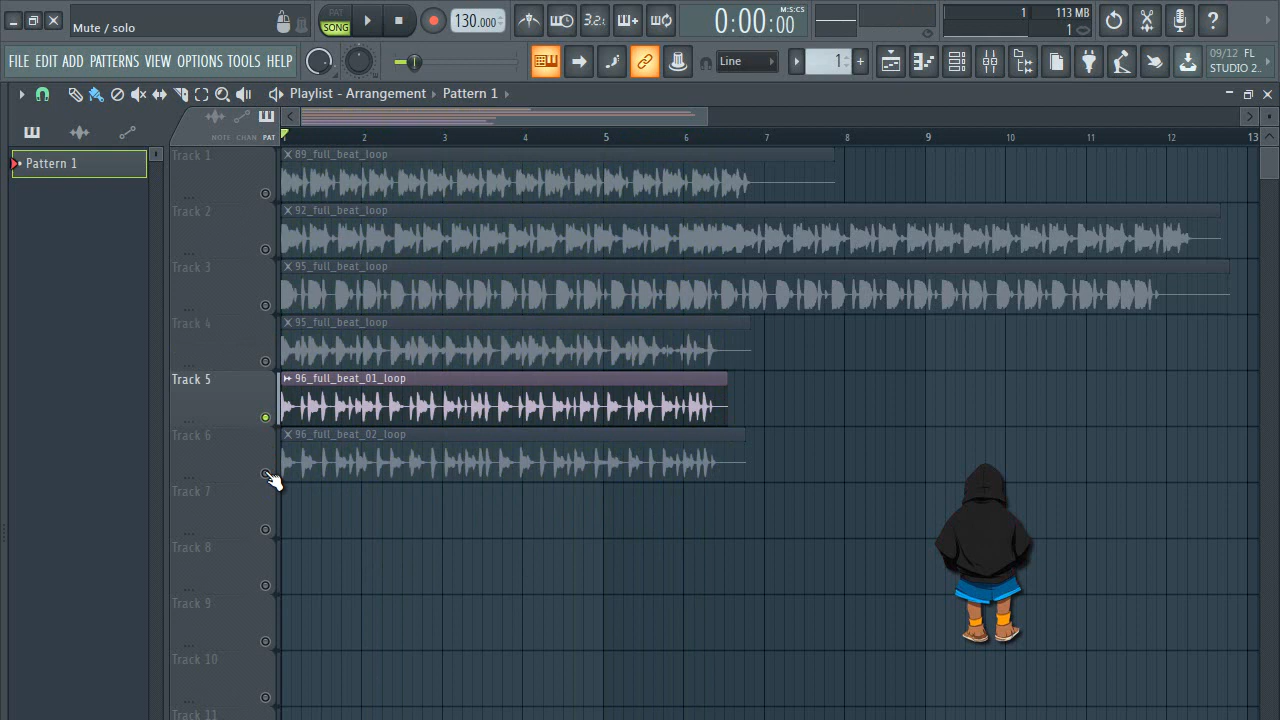 Mute / solo
PAT
SONG
130.000
3.2.
0:00:00
M:S:CS
1
113 MB
1
FILE EDIT ADD PATTERNS VIEW OPTIONS TOOLS HELP
Line
1
09/12 FL
STUDIO 2..
Playlist - Arrangement
Pattern 1
NOTE CHAN PAT
1 2 3 4 5 6 7 8 9 10 11 12 13
Pattern 1
Track 1
89_full_beat_loop
Track 2
92_full_beat_loop
Track 3
95_full_beat_loop
Track 4
95_full_beat_loop
Track 5
96_full_beat_01_loop
Track 6
96_full_beat_02_loop
Track 7
Track 8
Track 9
Track 10
Track 11